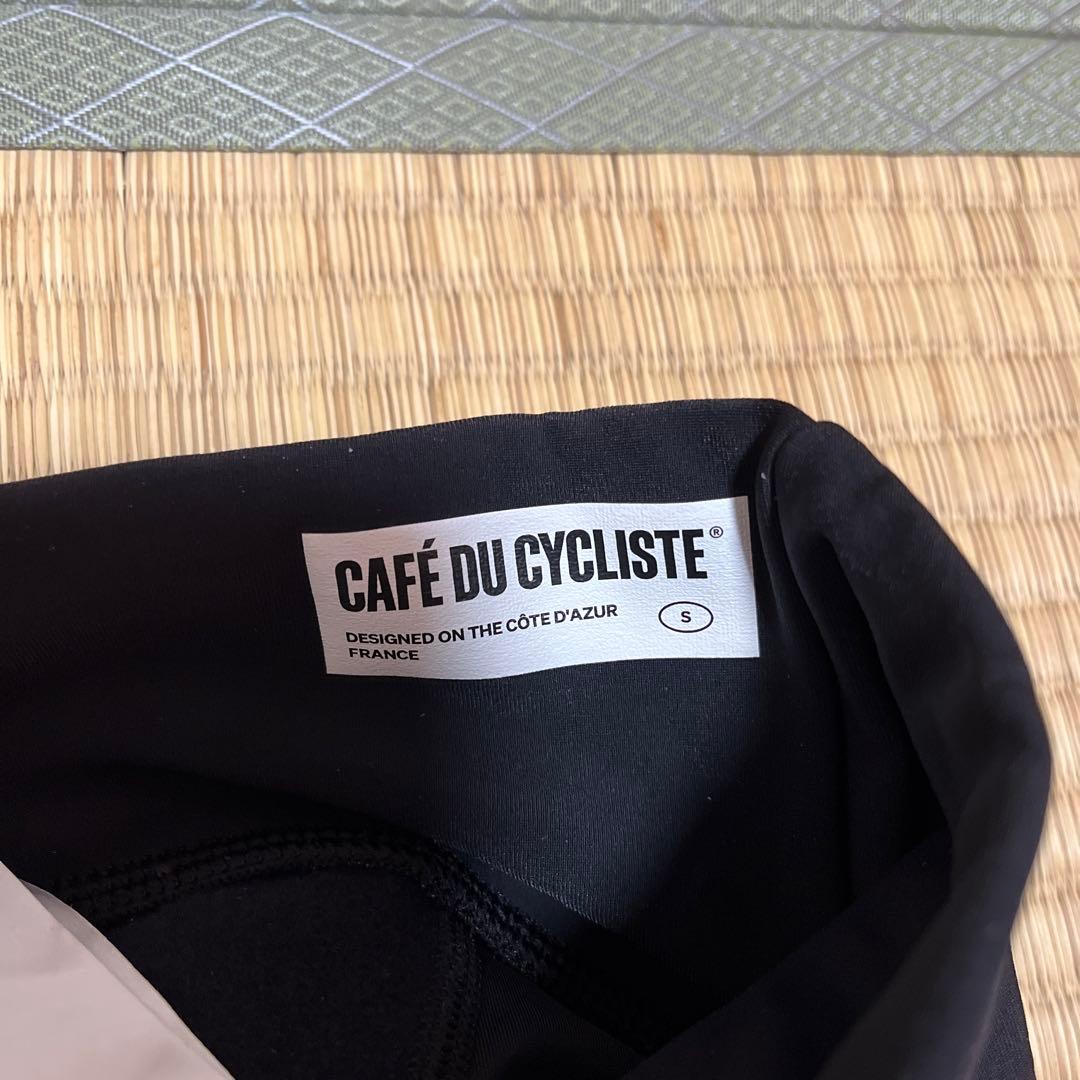 CAFÉ DU CYCLISTE®
DESIGNED ON THE CÔTE D'AZUR
FRANCE
S